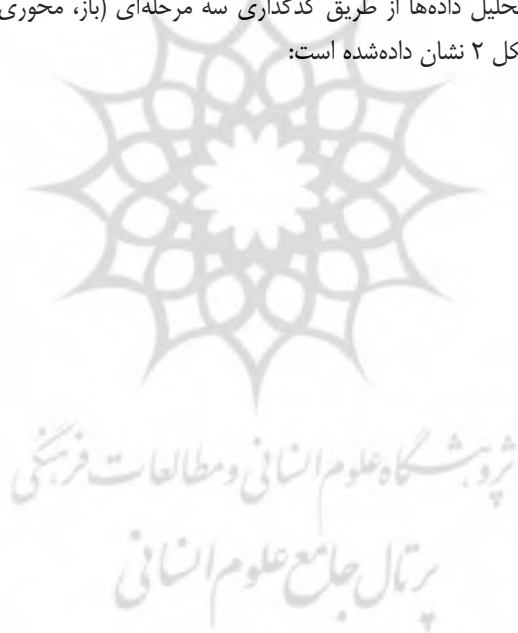 تحلیل داده‌ها از طریق کدگذاری سه مرحله‌ای (باز، محوری
کل ۲ نشان داده‌شده است:
پژوهشگاه علوم انسانی و مطالعات فرهنگی
پرتال جامع علوم انسانی